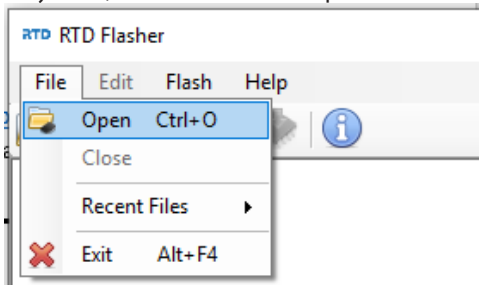 RTD RTD Flasher
File Edit Flash Help
Open Ctrl+O
Close
Recent Files
Exit Alt+F4